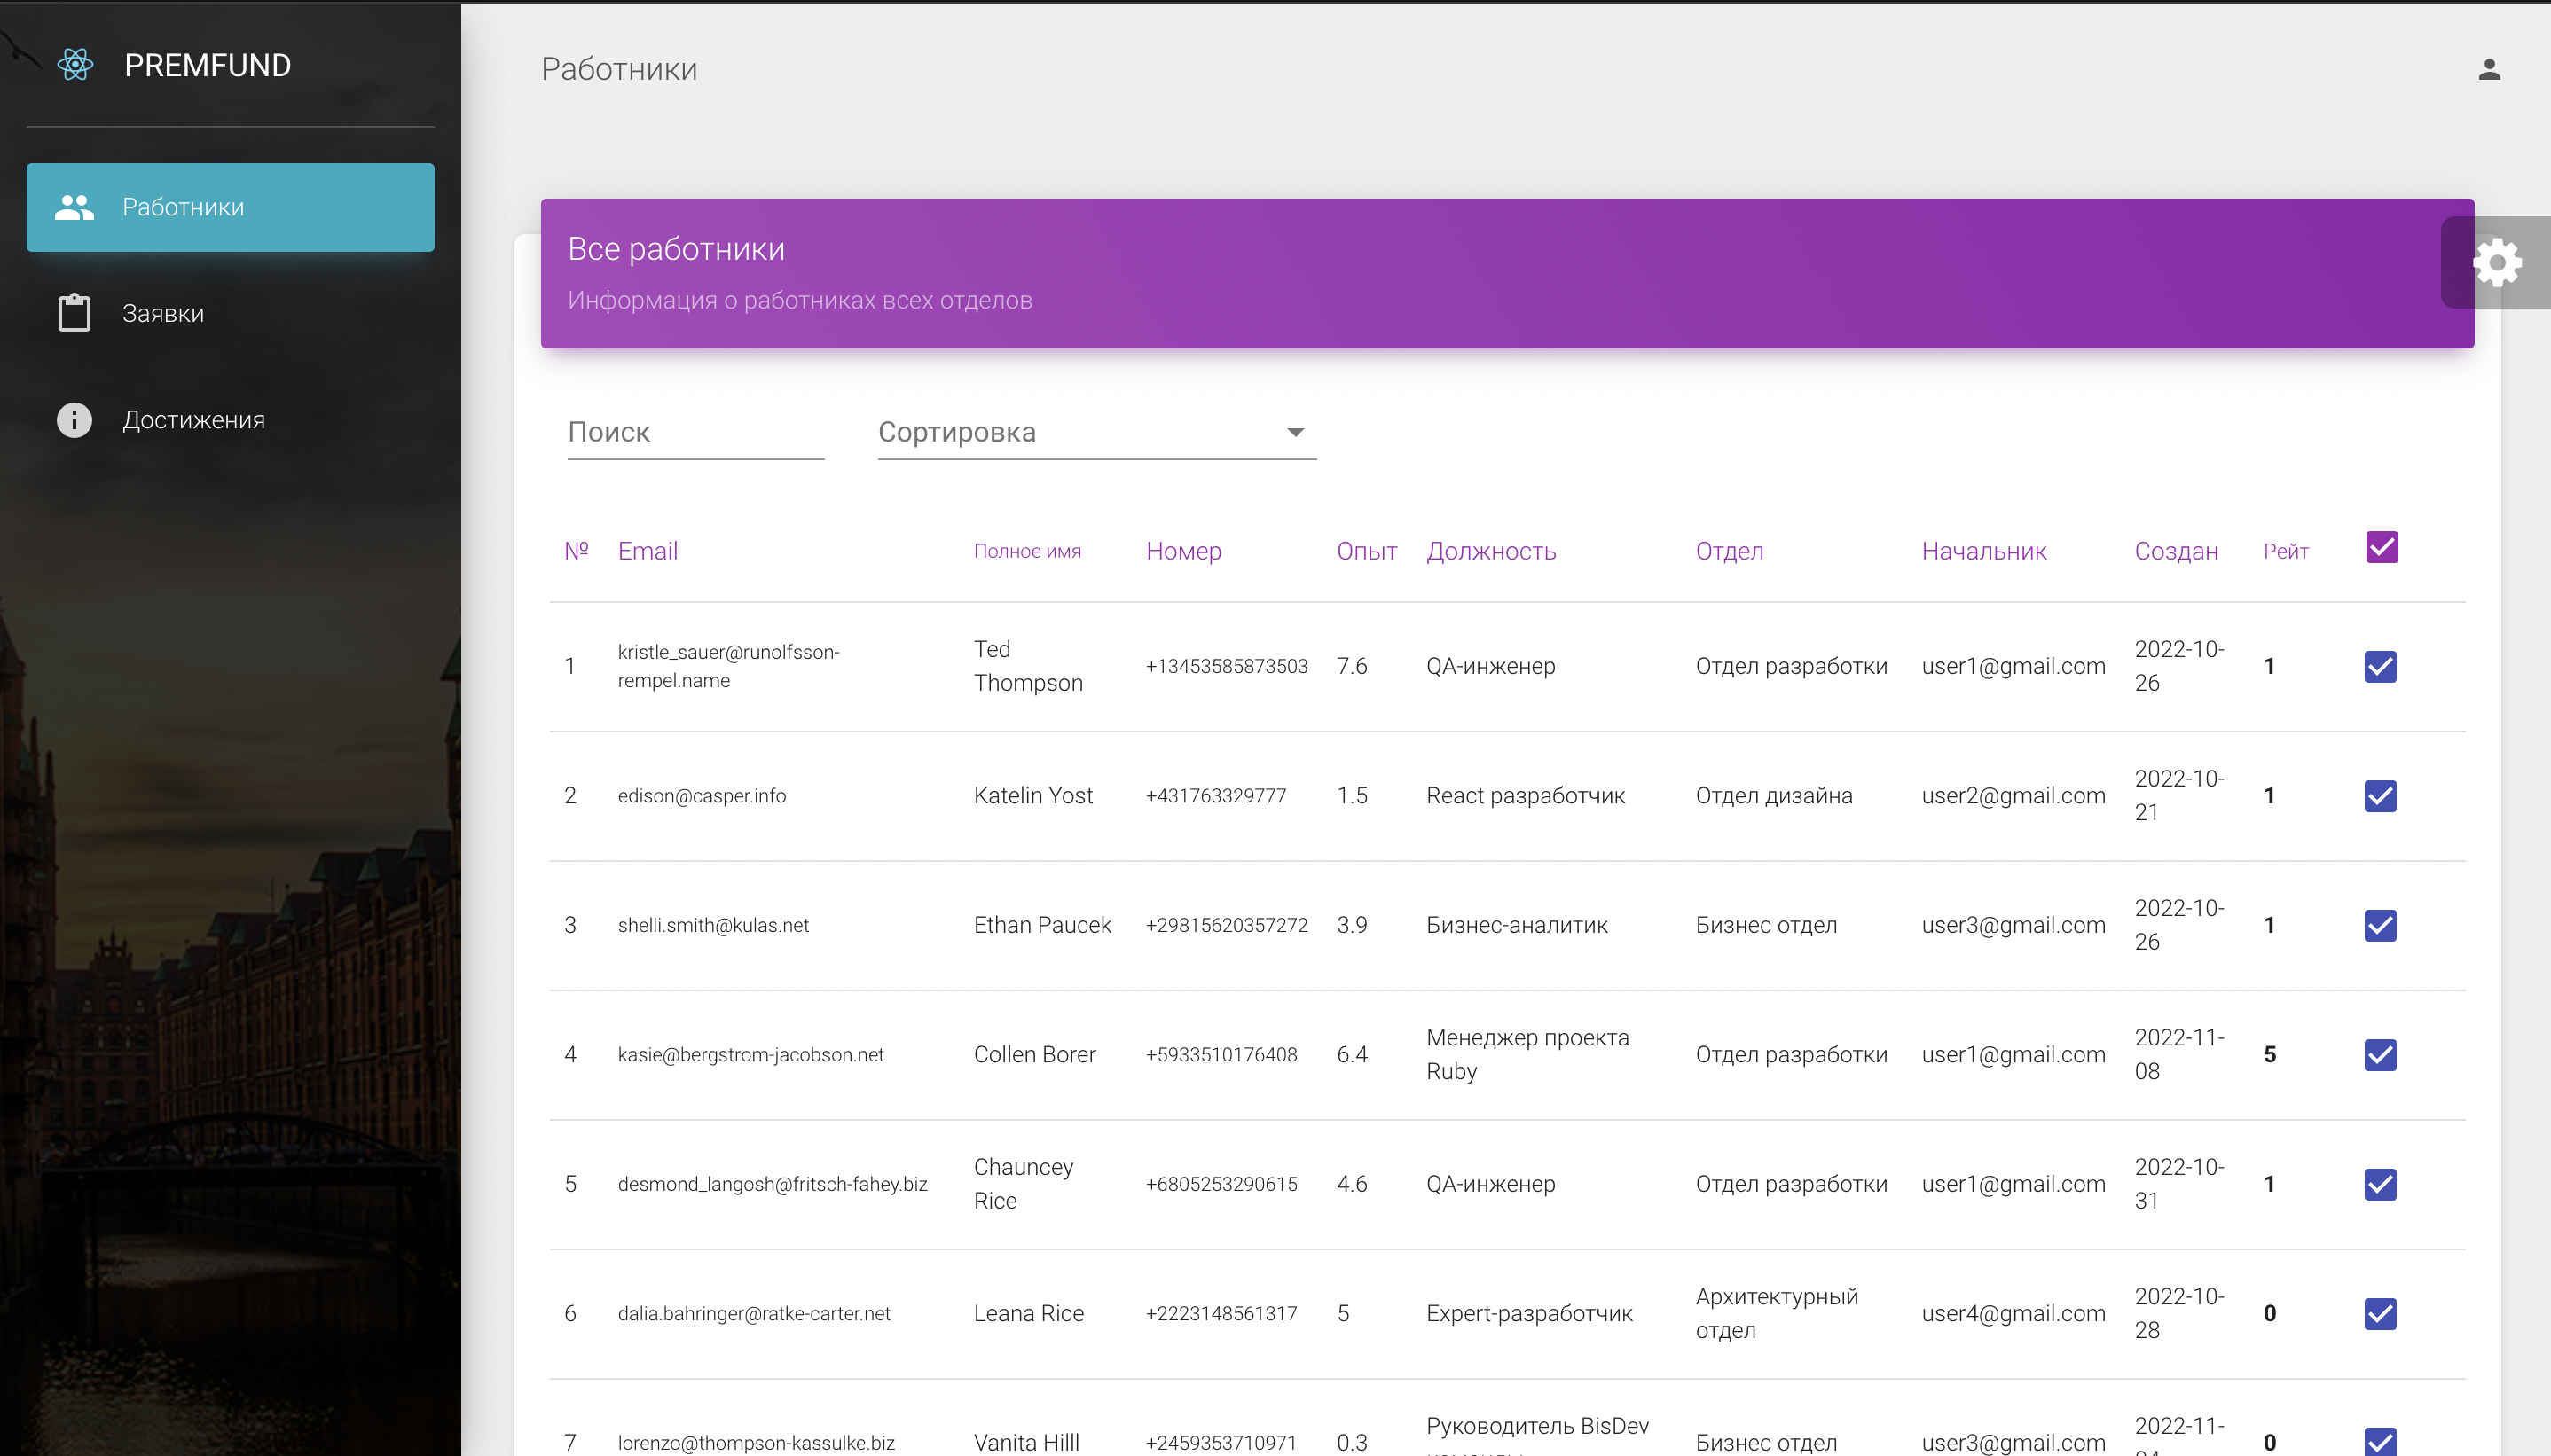 PREMFUND
Работники
Заявки
Достижения
Работники
Все работники
Информация о работниках всех отделов
Поиск Сортировка
№ Email Полное имя Номер Опыт Должность Отдел Начальник Создан Рейт
1 kristle_sauer@runolfsson-rempel.name Ted Thompson +13453585873503 7.6 QA-инженер Отдел разработки user1@gmail.com 2022-10-26 1
2 edison@casper.info Katelin Yost +431763329777 1.5 React разработчик Отдел дизайна user2@gmail.com 2022-10-21 1
3 shelli.smith@kulas.net Ethan Paucek +29815620357272 3.9 Бизнес-аналитик Бизнес отдел user3@gmail.com 2022-10-26 1
4 kasie@bergstrom-jacobson.net Collen Borer +5933510176408 6.4 Менеджер проекта Ruby Отдел разработки user1@gmail.com 2022-11-08 5
5 desmond_langosh@fritsch-fahey.biz Chauncey Rice +6805253290615 4.6 QA-инженер Отдел разработки user1@gmail.com 2022-10-31 1
6 dalia.bahringer@ratke-carter.net Leana Rice +2223148561317 5 Expert-разработчик Архитектурный отдел user4@gmail.com 2022-10-28 0
7 lorenzo@thompson-kassulke.biz Vanita Hilll +2459353710971 0.3 Руководитель BisDev Бизнес отдел user3@gmail.com 2022-11- 0